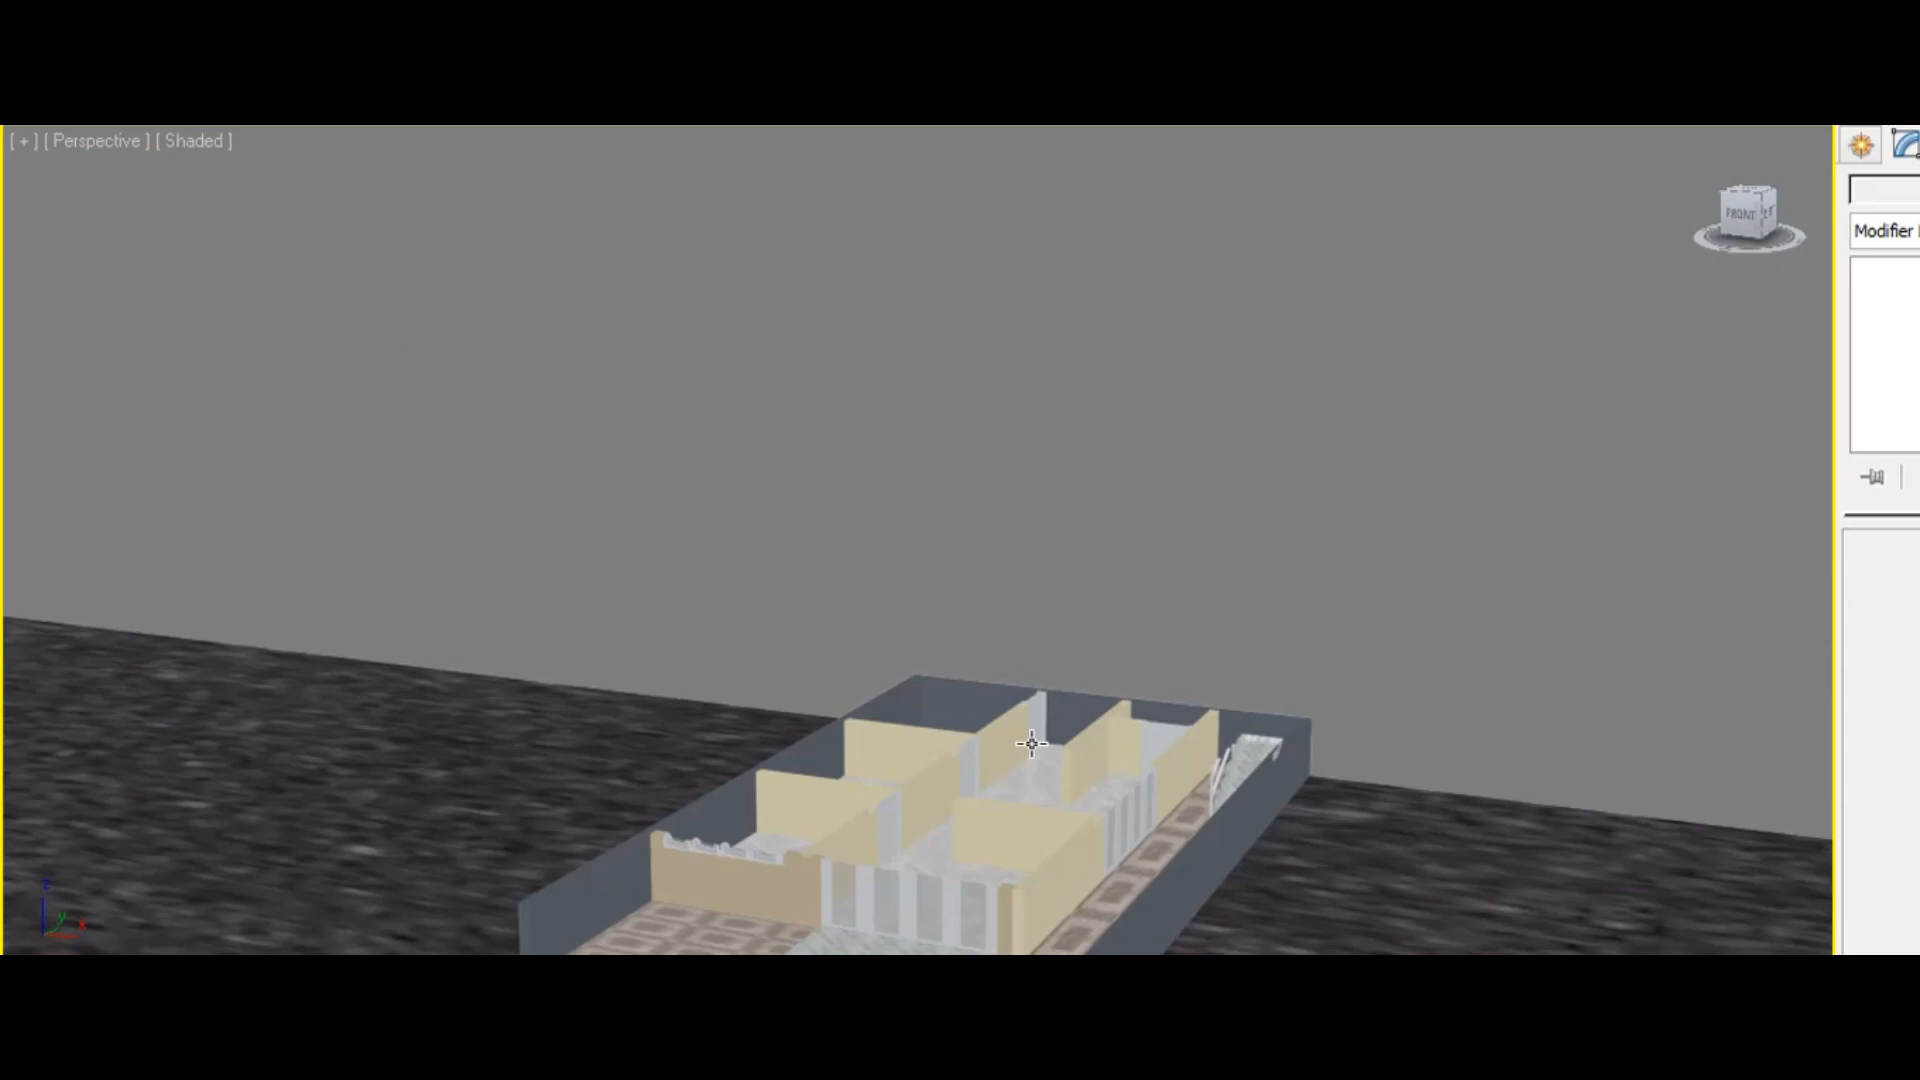 [ + ] [ Perspective ] [ Shaded ]
FRONT
Modifier
z
y
x